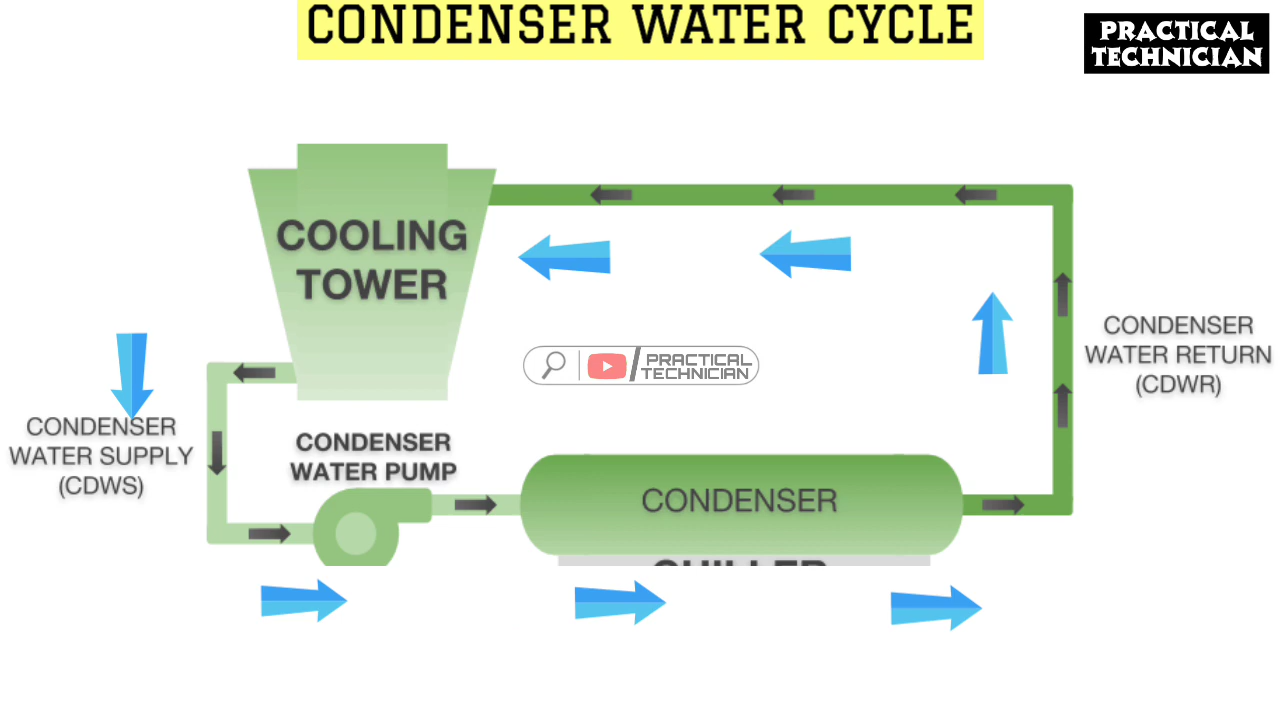 CONDENSER WATER CYCLE
PRACTICAL
TECHNICIAN
COOLING
TOWER
CONDENSER
WATER RETURN
(CDWR)
PRACTICAL
TECHNICIAN
CONDENSER
WATER SUPPLY
(CDWS)
CONDENSER
WATER PUMP
CONDENSER
CHILLER